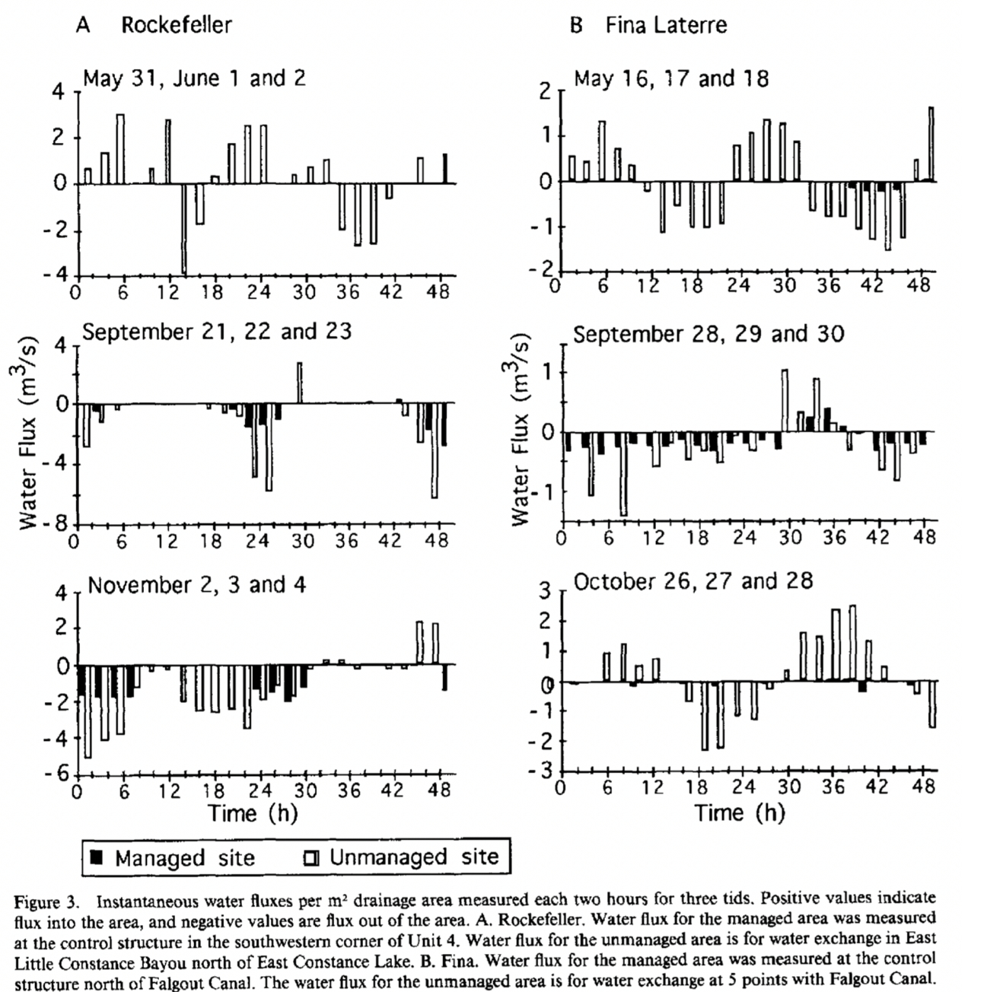 A Rockefeller
B Fina Laterre
May 31, June 1 and 2
4
2
0
-2
-4
0 6 12 18 24 30 36 42 48
May 16, 17 and 18
2
1
0
-1
-2
0 6 12 18 24 30 36 42 48
Water Flux (m³/s)
September 21, 22 and 23
4
0
-4
-8
0 6 12 18 24 30 36 42 48
Water Flux (m³/s)
September 28, 29 and 30
1
0
-1
0 6 12 18 24 30 36 42 48
November 2, 3 and 4
4
2
0
-2
-4
-6
0 6 12 18 24 30 36 42 48
Time (h)
October 26, 27 and 28
3
2
1
0
-1
-2
-3
0 6 12 18 24 30 36 42 48
Time (h)
Managed site Unmanaged site
Figure 3. Instantaneous water fluxes per m² drainage area measured each two hours for three tids. Positive values indicate
flux into the area, and negative values are flux out of the area. A. Rockefeller. Water flux for the managed area was measured
at the control structure in the southwestern corner of Unit 4. Water flux for the unmanaged area is for water exchange in East
Little Constance Bayou north of East Constance Lake. B. Fina. Water flux for the managed area was measured at the control
structure north of Falgout Canal. The water flux for the unmanaged area is for water exchange at 5 points with Falgout Canal.